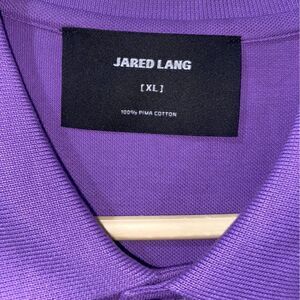 JARED LANG
[ XL ]
100% PIMA COTTON